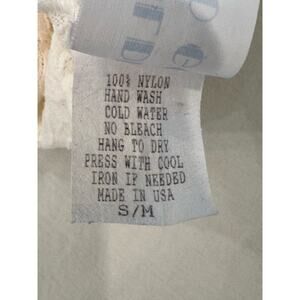 100% NYLON
HAND WASH
COLD WATER
NO BLEACH
HANG TO DRY
PRESS WITH COOL
IRON IF NEEDED
MADE IN USA
S/M